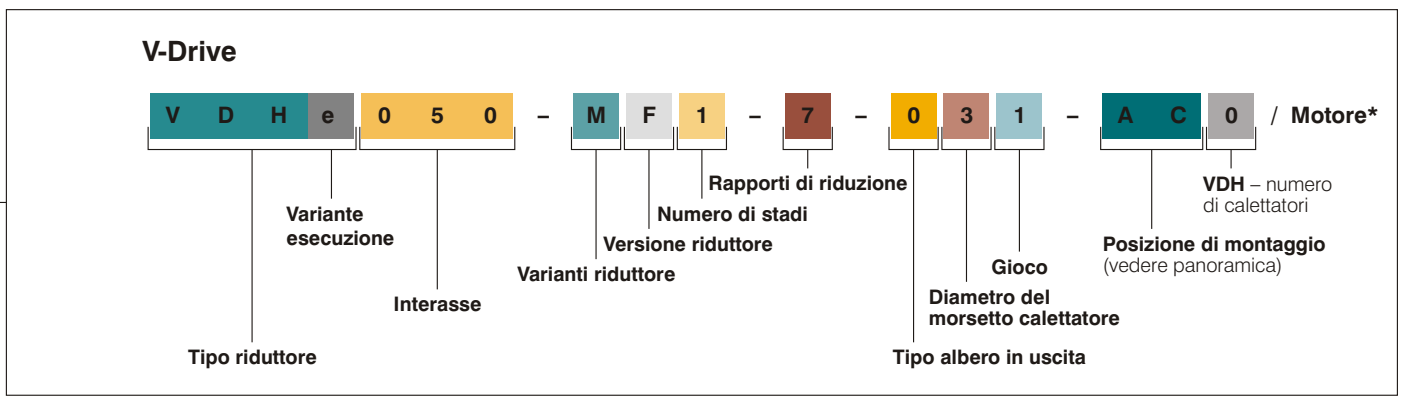 V-Drive
V D H e 0 5 0 – M F 1 – 7 – 0 3 1 – A C 0 / Motore*
Rapporti di riduzione
VDH – numero
di calettatori
Variante
esecuzione
Numero di stadi
Versione riduttore
Posizione di montaggio
(vedere panoramica)
Varianti riduttore
Gioco
Interasse
Diametro del
morsetto calettatore
Tipo riduttore
Tipo albero in uscita